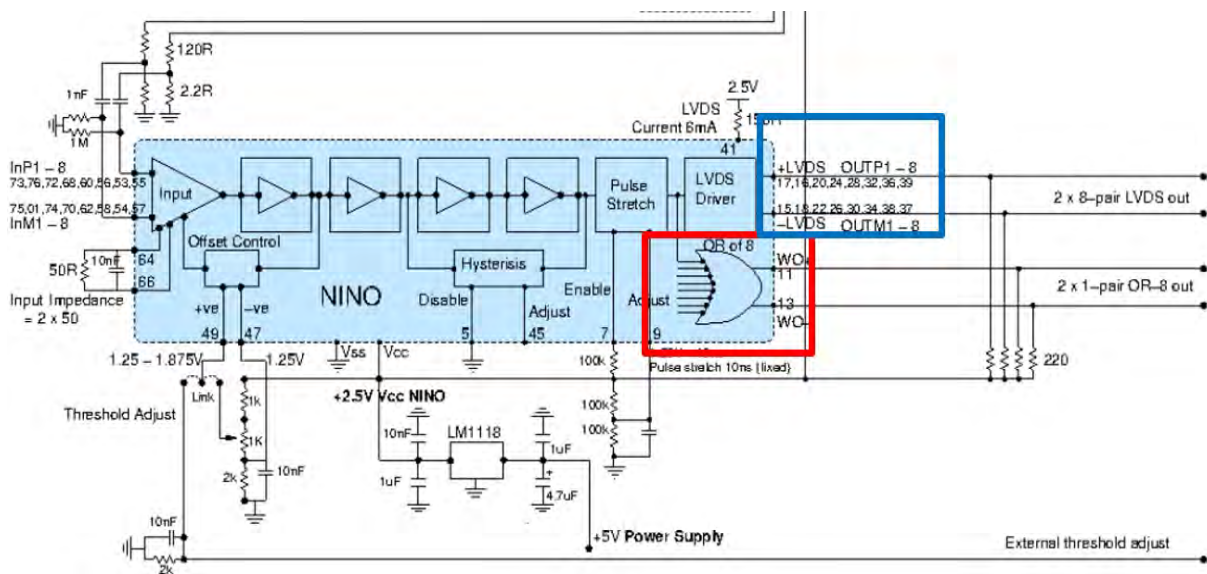 120R
2.2R
1nF
1M
2.5V
LVDS
Current 6mA
41
InP1 – 8
73,76,72,68,60,56,53,55
75,01,74,70,62,58,54,57
InM1 – 8
Input
Pulse
Stretch
LVDS
Driver
+LVDS OUTP1 – 8
17,16,20,24,28,32,36,39
15,18,22,26,30,34,38,37
–LVDS OUTM1 – 8
2 x 8–pair LVDS out
50R
10nF
64
66
Offset Control
Hysterisis
OR of 8
WO+
11
13
WO–
2 x 1–pair OR–8 out
Input Impedance
= 2 x 50
+ve –ve
NINO
Disable
Adjust
Enable
Adjust
49 47 5 45 7 9
1.25 – 1.875V
1.25V
Vss
Vcc
100k
Pulse stretch 10ns (fixed)
220
Link
1k
+2.5V Vcc NINO
Threshold Adjust
1K
2k
10nF
10nF
LM1118
1uF
1uF
4.7uF
+
100k
100k
+5V Power Supply
10nF
2k
External threshold adjust